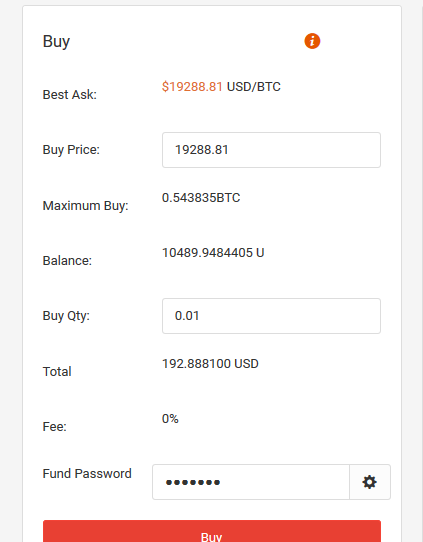 Buy
Best Ask: $19288.81 USD/BTC
Buy Price: 19288.81
Maximum Buy: 0.543835BTC
Balance: 10489.9484405 U
Buy Qty: 0.01
Total 192.888100 USD
Fee: 0%
Fund Password •••••••
Buy